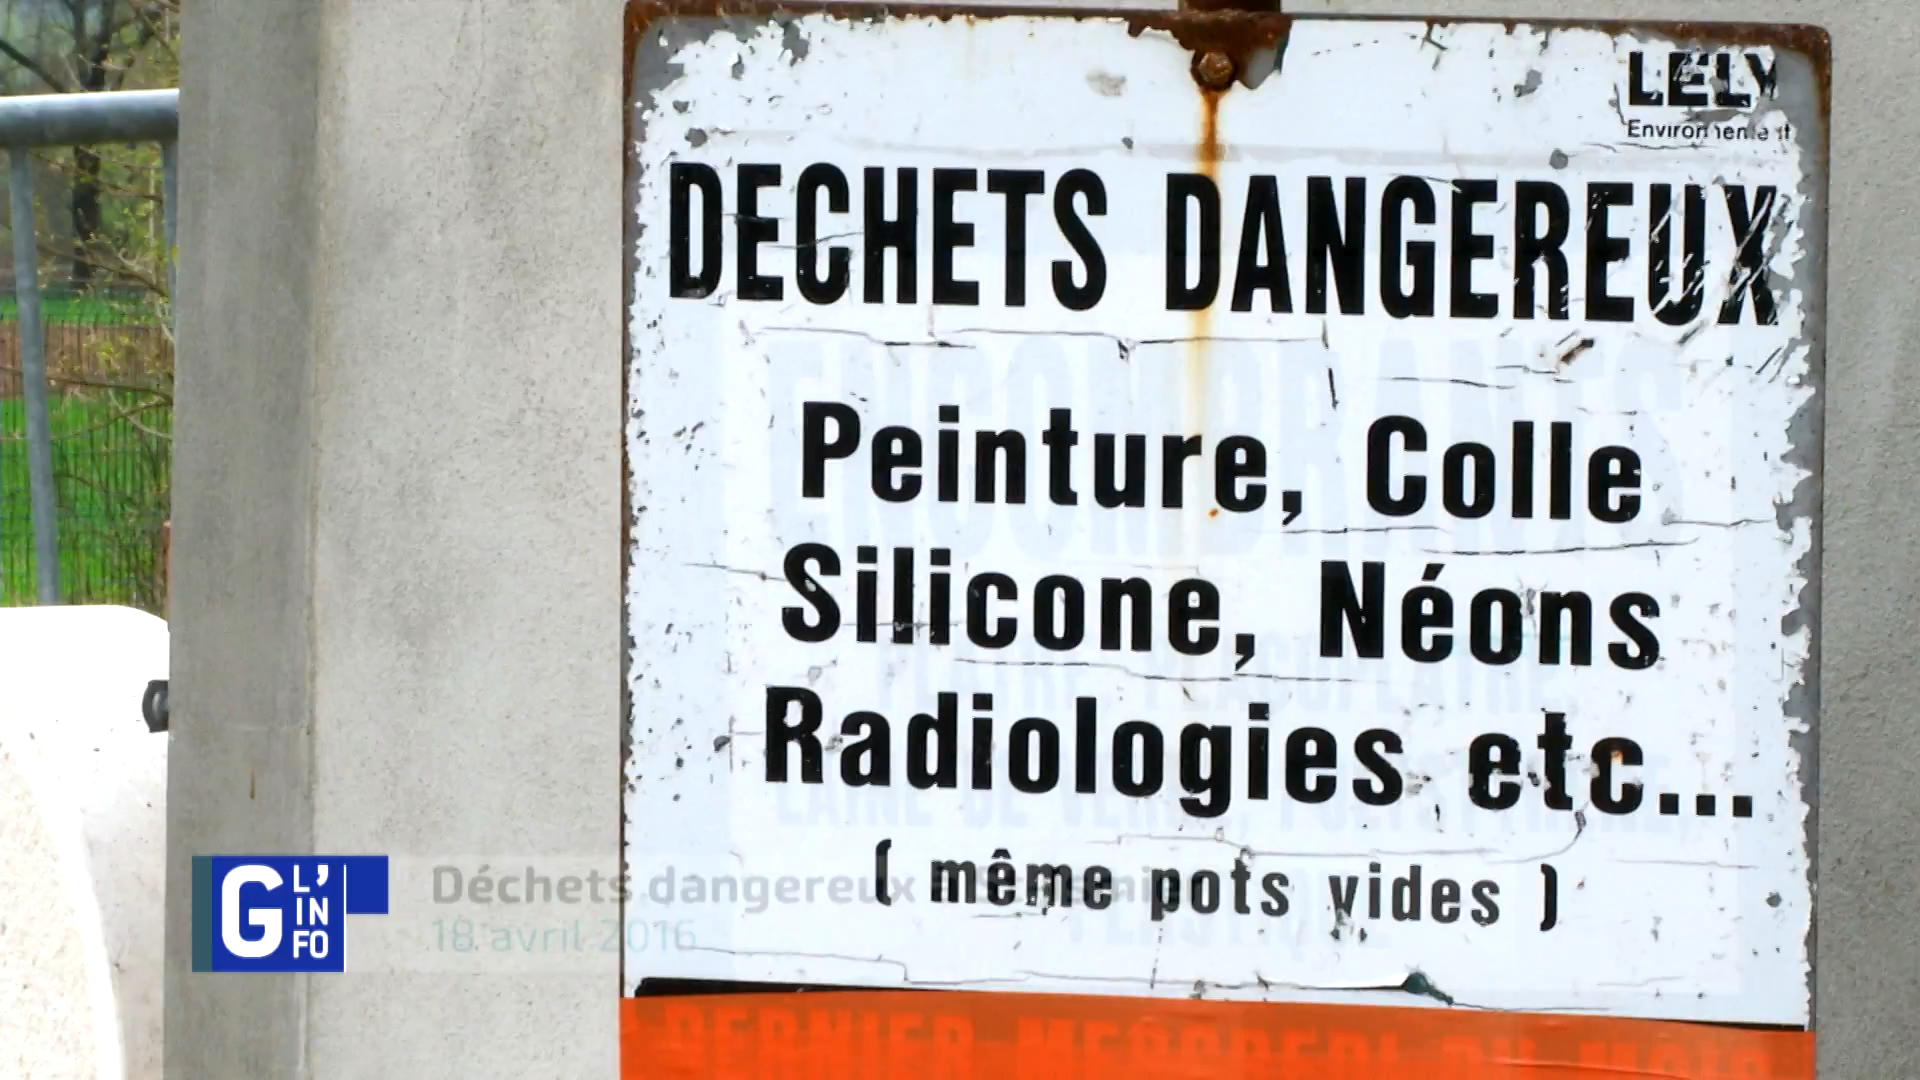 LELY
Environnement
DECHETS DANGEREUX
Peinture, Colle
Silicone, Néons
Radiologies etc...
( même pots vides )
G L'INFO
Déchets dangereux
18 avril 2016
DERNIER MERCREDI DU MOIS